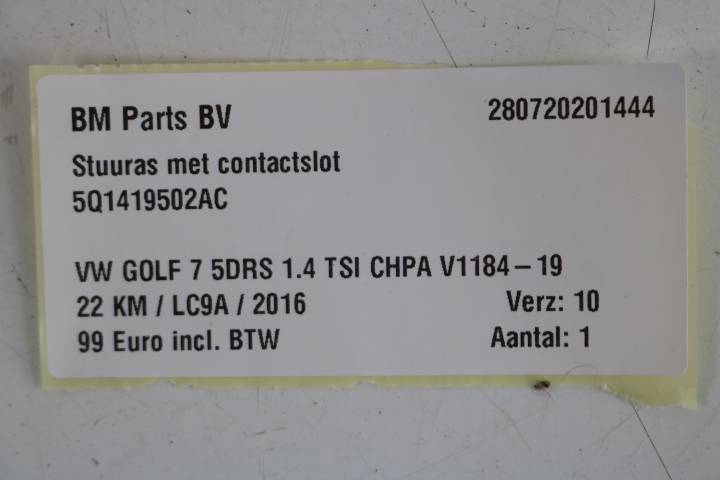 BM Parts BV 280720201444
Stuuras met contactslot
5Q1419502AC
VW GOLF 7 5DRS 1.4 TSI CHPA V1184-19
22 KM / LC9A / 2016 Verz: 10
99 Euro incl. BTW Aantal: 1